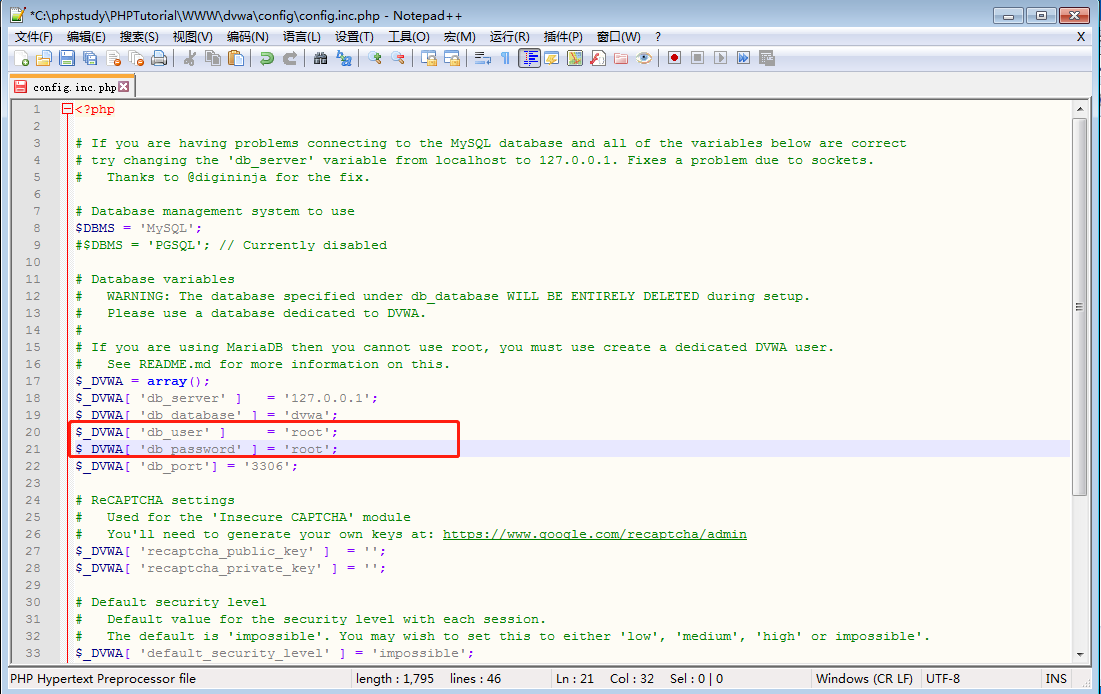 *C:\phpstudy\PHPTutorial\WWW\dvwa\config\config.inc.php - Notepad++
文件(F) 编辑(E) 搜索(S) 视图(V) 编码(N) 语言(L) 设置(T) 工具(O) 宏(M) 运行(R) 插件(P) 窗口(W) ? X
config.inc.php
1 <?php
2
3 # If you are having problems connecting to the MySQL database and all of the variables below are correct
4 # try changing the 'db_server' variable from localhost to 127.0.0.1. Fixes a problem due to sockets.
5 #   Thanks to @digininja for the fix.
6
7 # Database management system to use
8 $DBMS = 'MySQL';
9 #$DBMS = 'PGSQL'; // Currently disabled
10
11 # Database variables
12 #   WARNING: The database specified under db_database WILL BE ENTIRELY DELETED during setup.
13 #   Please use a database dedicated to DVWA.
14 #
15 # If you are using MariaDB then you cannot use root, you must use create a dedicated DVWA user.
16 #   See README.md for more information on this.
17 $_DVWA = array();
18 $_DVWA[ 'db_server' ]   = '127.0.0.1';
19 $_DVWA[ 'db_database' ] = 'dvwa';
20 $_DVWA[ 'db_user' ]     = 'root';
21 $_DVWA[ 'db_password' ] = 'root';
22 $_DVWA[ 'db_port'] = '3306';
23
24 # ReCAPTCHA settings
25 #   Used for the 'Insecure CAPTCHA' module
26 #   You'll need to generate your own keys at: https://www.google.com/recaptcha/admin
27 $_DVWA[ 'recaptcha_public_key' ]  = '';
28 $_DVWA[ 'recaptcha_private_key' ] = '';
29
30 # Default security level
31 #   Default value for the security level with each session.
32 #   The default is 'impossible'. You may wish to set this to either 'low', 'medium', 'high' or impossible'.
33 $_DVWA[ 'default_security_level' ] = 'impossible';
PHP Hypertext Preprocessor file length : 1,795 lines : 46 Ln : 21 Col : 32 Sel : 0 | 0 Windows (CR LF) UTF-8 INS